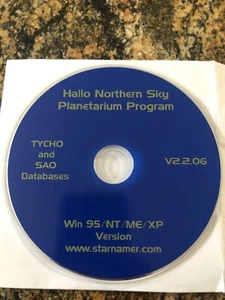 Hallo Northern Sky
Planetarium Program
TYCHO
and
SAO
Databases
V2.2.06
Win 95/NT/ME/XP
Version
www.starnamer.com